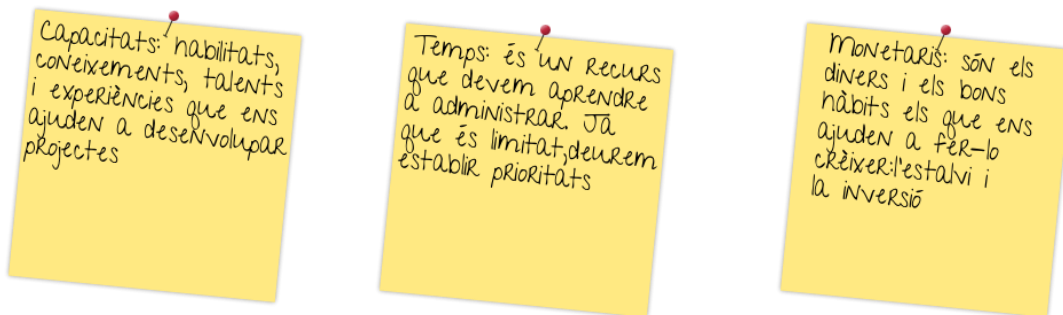 Capacitats: habilitats,
coneixements, talents
i experiències que ens
ajuden a desenvolupar
projectes
Temps: és un recurs
que devem aprendre
a administrar. Ja
que és limitat,deurem
establir prioritats
Monetaris: són els
diners i els bons
hàbits els que ens
ajuden a fer-lo
crèixer:l'estalvi i
la inversió